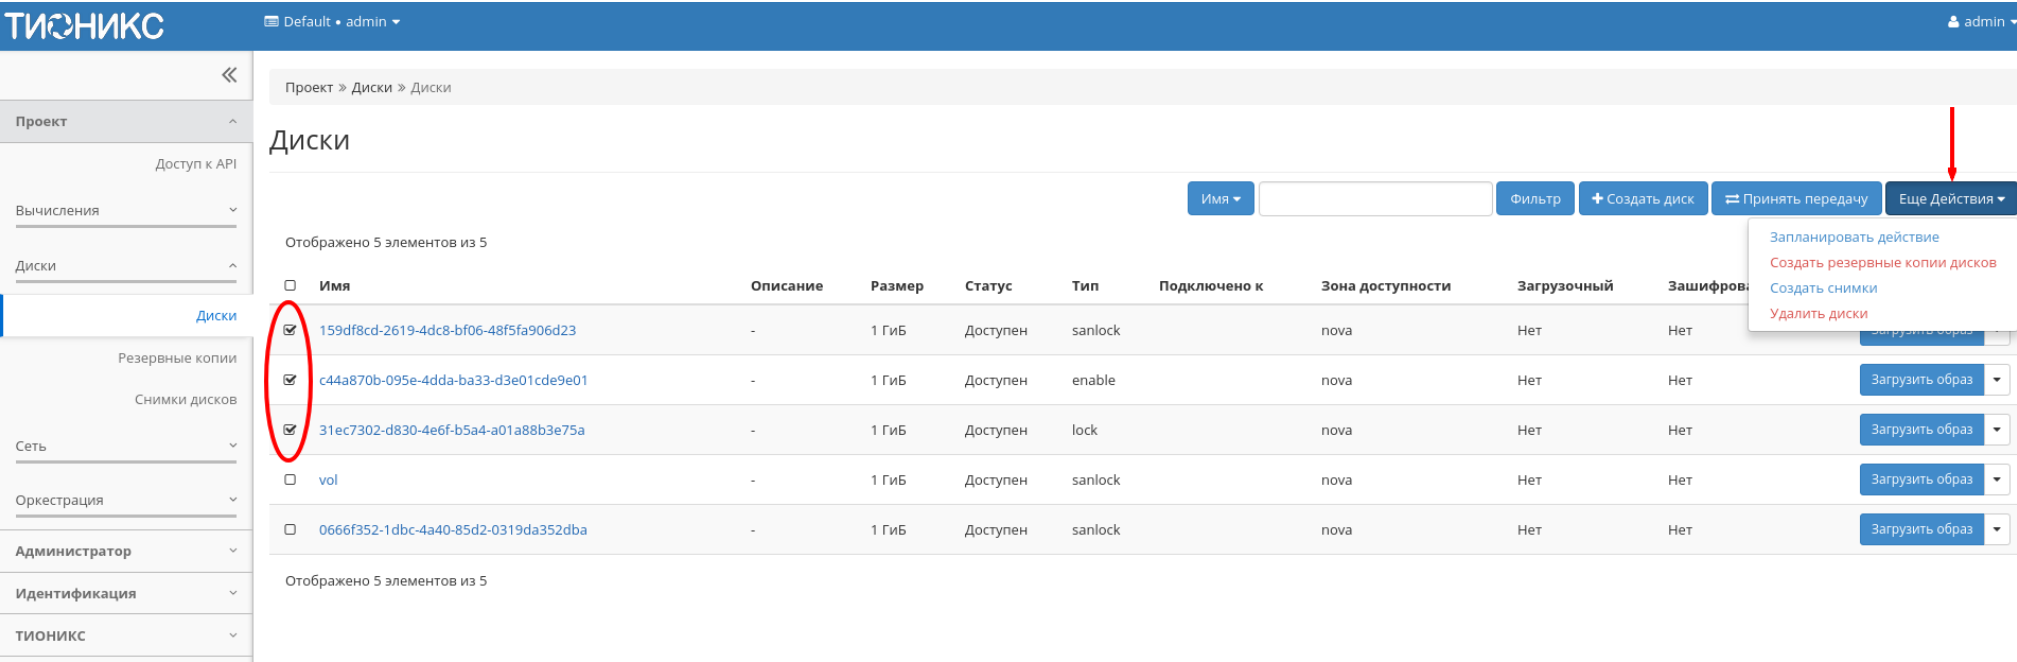 ТИОНИКС Default • admin admin
Проект » Диски » Диски
Проект
Доступ к API
Вычисления
Диски
Диски
Резервные копии
Снимки дисков
Сеть
Оркестрация
Администратор
Идентификация
ТИОНИКС
Диски
Имя Фильтр Создать диск Принять передачу Еще Действия
Запланировать действие
Создать резервные копии дисков
Создать снимки
Удалить диски
Отображено 5 элементов из 5
Имя Описание Размер Статус Тип Подключено к Зона доступности Загрузочный Зашифров
159df8cd-2619-4dc8-bf06-48f5fa906d23 - 1 ГиБ Доступен sanlock nova Нет Нет Загрузить образ
c44a870b-095e-4dda-ba33-d3e01cde9e01 - 1 ГиБ Доступен enable nova Нет Нет Загрузить образ
31ec7302-d830-4e6f-b5a4-a01a88b3e75a - 1 ГиБ Доступен lock nova Нет Нет Загрузить образ
vol - 1 ГиБ Доступен sanlock nova Нет Нет Загрузить образ
0666f352-1dbc-4a40-85d2-0319da352dba - 1 ГиБ Доступен sanlock nova Нет Нет Загрузить образ
Отображено 5 элементов из 5